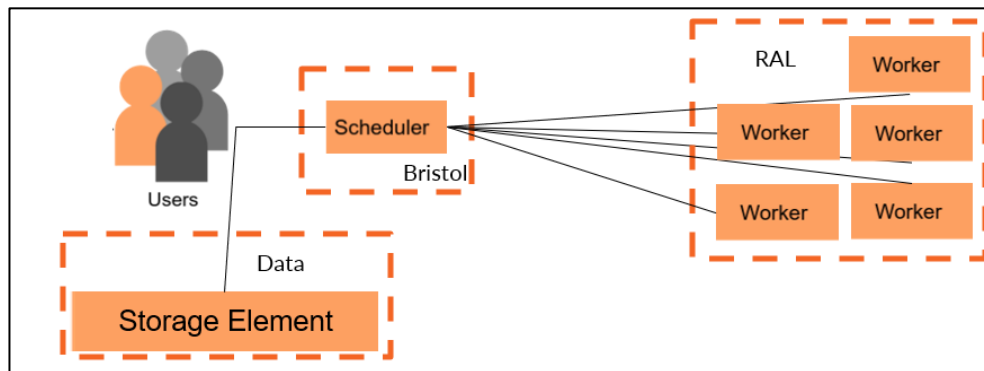 RAL
Worker
Scheduler
Worker
Worker
Bristol
Users
Worker
Worker
Data
Storage Element